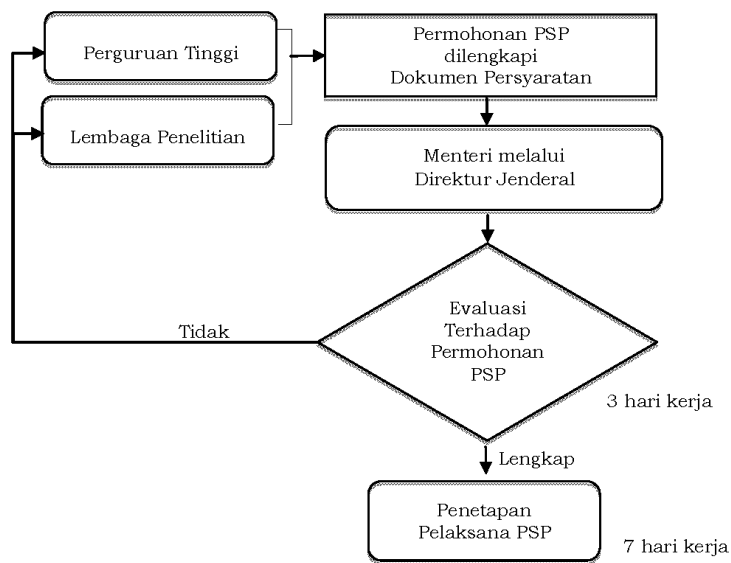 Perguruan Tinggi
Lembaga Penelitian
Permohonan PSP
dilengkapi
Dokumen Persyaratan
Menteri melalui
Direktur Jenderal
Evaluasi
Terhadap
Permohonan
PSP
Tidak
3 hari kerja
Lengkap
Penetapan
Pelaksana PSP
7 hari kerja